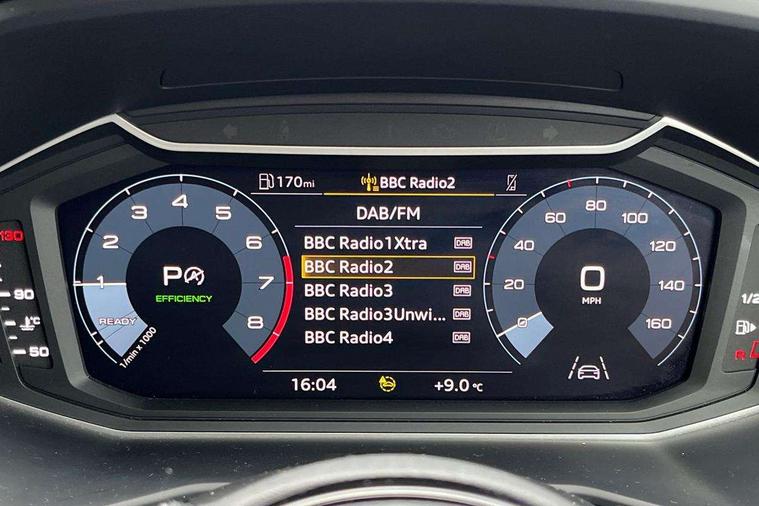 170mi
BBC Radio2
DAB/FM
BBC Radio1Xtra DAB
BBC Radio2 DAB
BBC Radio3 DAB
BBC Radio3Unwi... DAB
BBC Radio4 DAB
16:04
+9.0 °C
1 2 3 4 5 6 7 8
P
EFFICIENCY
READY
1/min x 1000
0 20 40 60 80 100 120 140 160
0
MPH
130
90
°C
50
1/2
R